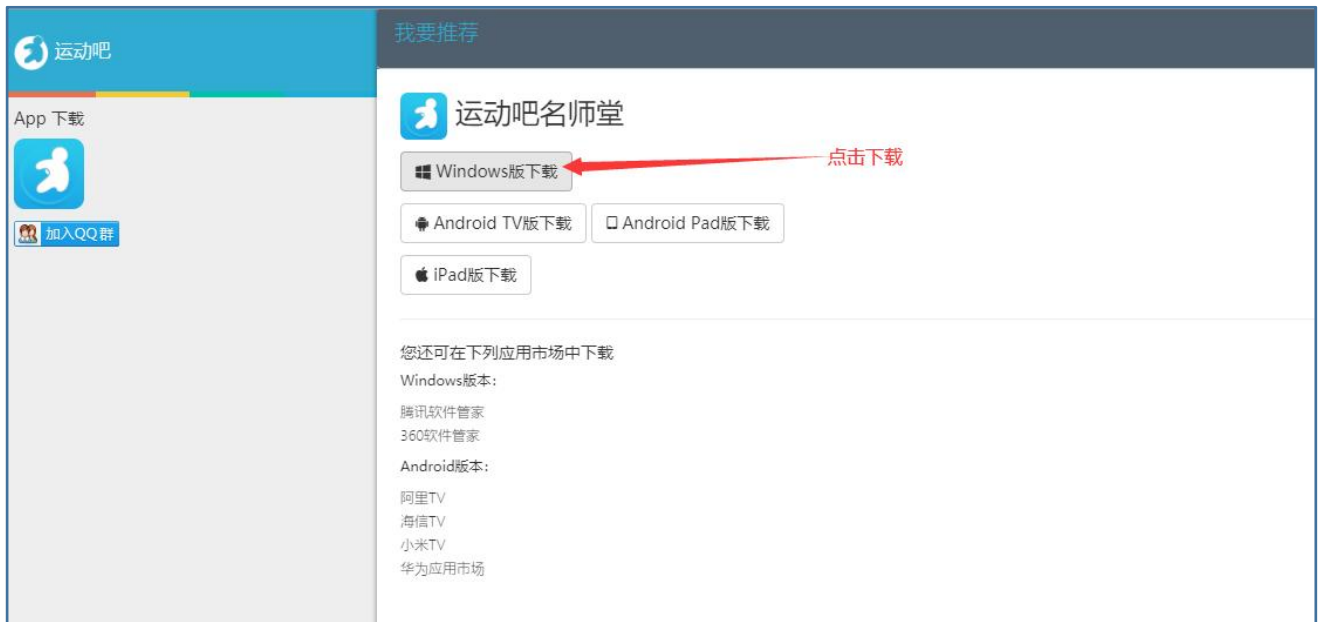 运动吧
App 下载
加入QQ群
我要推荐
运动吧名师堂
Windows版下载
点击下载
Android TV版下载 Android Pad版下载
iPad版下载
您还可在下列应用市场中下载
Windows版本:
腾讯软件管家
360软件管家
Android版本:
阿里TV
海信TV
小米TV
华为应用市场